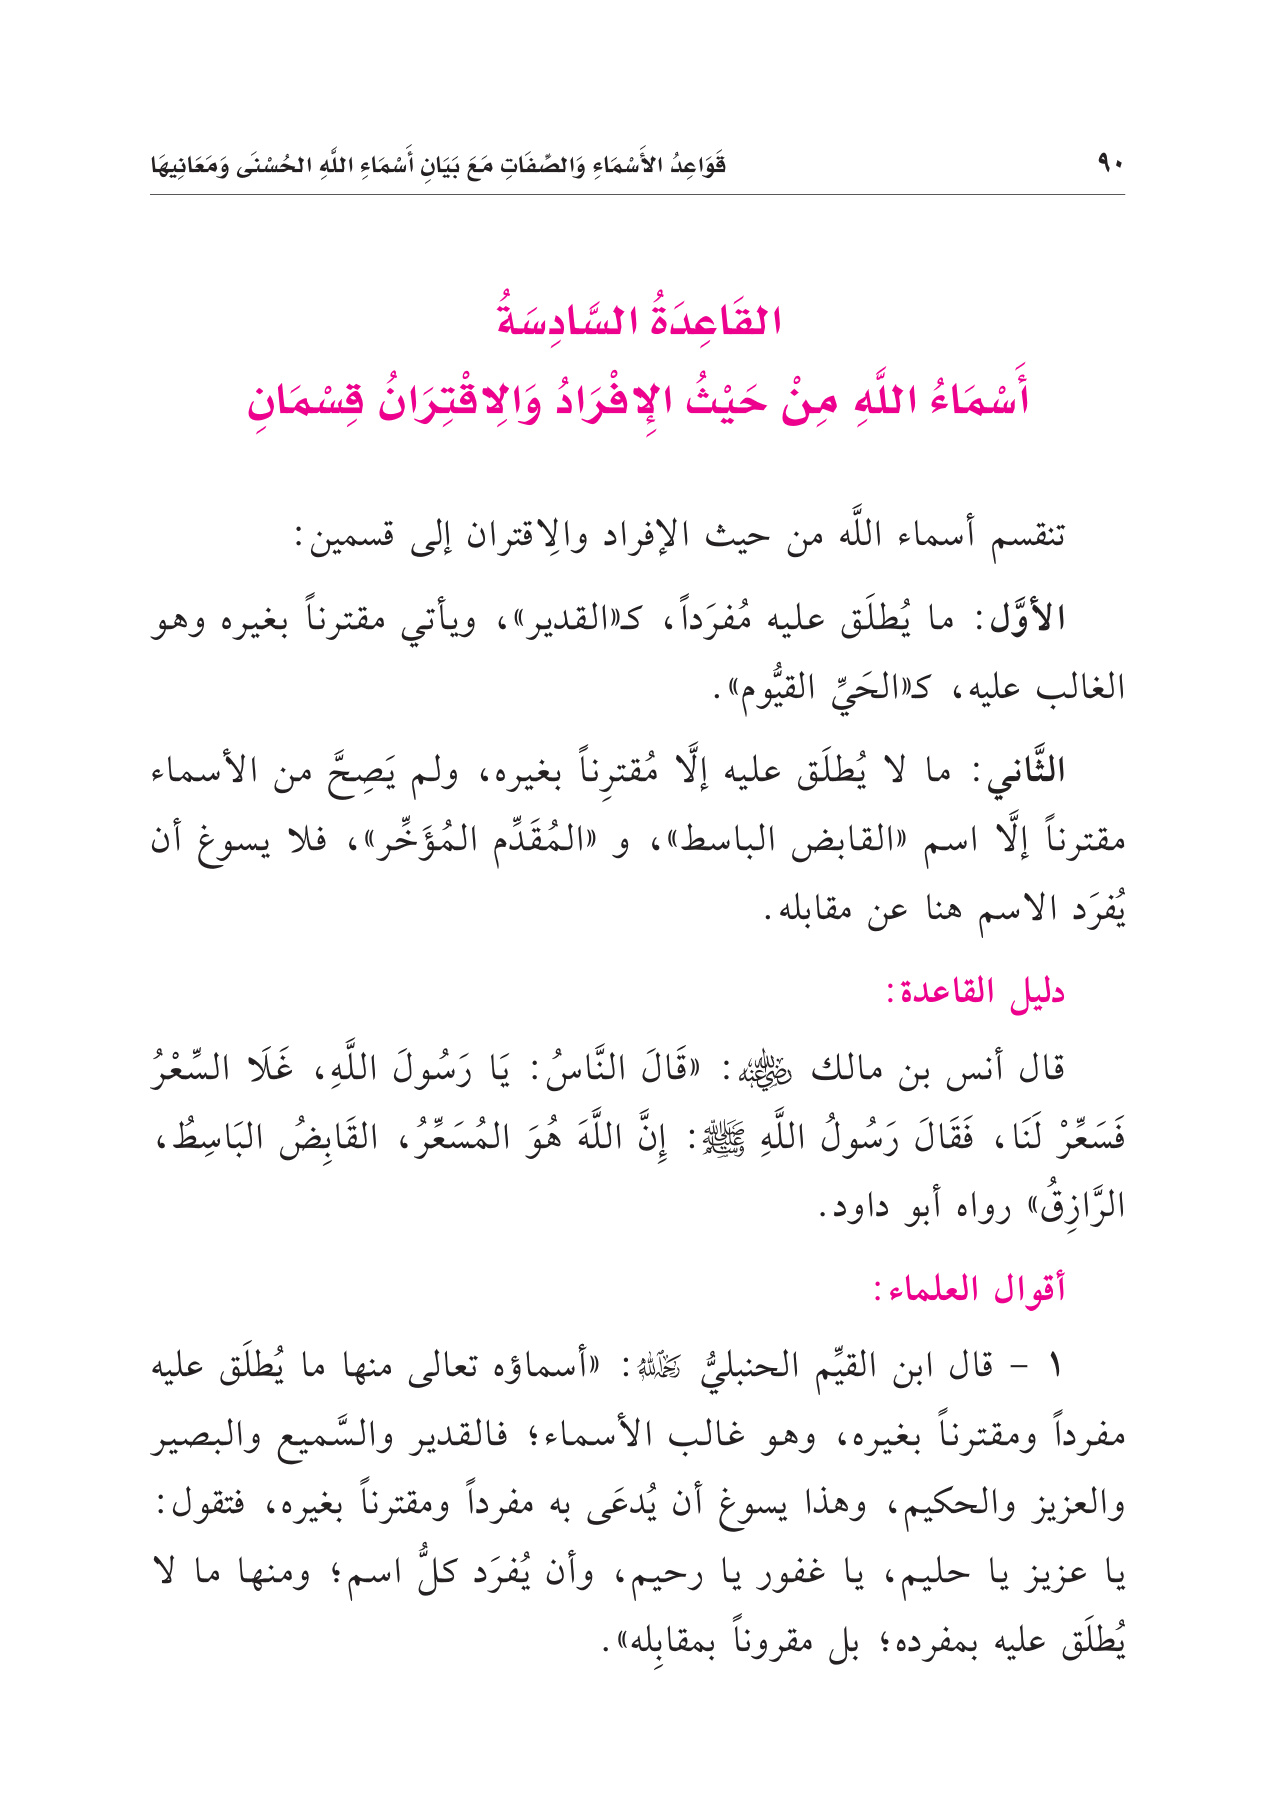 ٩٠ قَوَاعِدُ الأَسْمَاءِ وَالصِّفَاتِ مَعَ بَيَانِ أَسْمَاءِ اللَّهِ الحُسْنَى وَمَعَانِيهَا
القَاعِدَةُ السَّادِسَةُ
أَسْمَاءُ اللَّهِ مِنْ حَيْثُ الإِفْرَادُ وَالِاقْتِرَانُ قِسْمَانِ
تنقسم أسماء اللَّه من حيث الإفراد والِاقتران إلى قسمين:
الأوَّل: ما يُطلَق عليه مُفرَداً، كـ«القدير»، ويأتي مقترناً بغيره وهو
الغالب عليه، كـ«الحَيِّ القيُّوم».
الثَّاني: ما لا يُطلَق عليه إلَّا مُقترِناً بغيره، ولم يَصِحَّ من الأسماء
مقترناً إلَّا اسم «القابض الباسط»، و «المُقَدِّم المُؤَخِّر»، فلا يسوغ أن
يُفرَد الاسم هنا عن مقابله.
دليل القاعدة:
قال أنس بن مالك رضي الله عنه: «قَالَ النَّاسُ: يَا رَسُولَ اللَّهِ، غَلَا السِّعْرُ
فَسَعِّرْ لَنَا، فَقَالَ رَسُولُ اللَّهِ ﷺ: إِنَّ اللَّهَ هُوَ المُسَعِّرُ، القَابِضُ البَاسِطُ،
الرَّازِقُ» رواه أبو داود.
أقوال العلماء:
١ - قال ابن القيِّم الحنبليُّ رحمه الله: «أسماؤه تعالى منها ما يُطلَق عليه
مفرداً ومقترناً بغيره، وهو غالب الأسماء؛ فالقدير والسَّميع والبصير
والعزيز والحكيم، وهذا يسوغ أن يُدعَى به مفرداً ومقترناً بغيره، فتقول:
يا عزيز يا حليم، يا غفور يا رحيم، وأن يُفرَد كلُّ اسم؛ ومنها ما لا
يُطلَق عليه بمفرده؛ بل مقروناً بمقابِله».